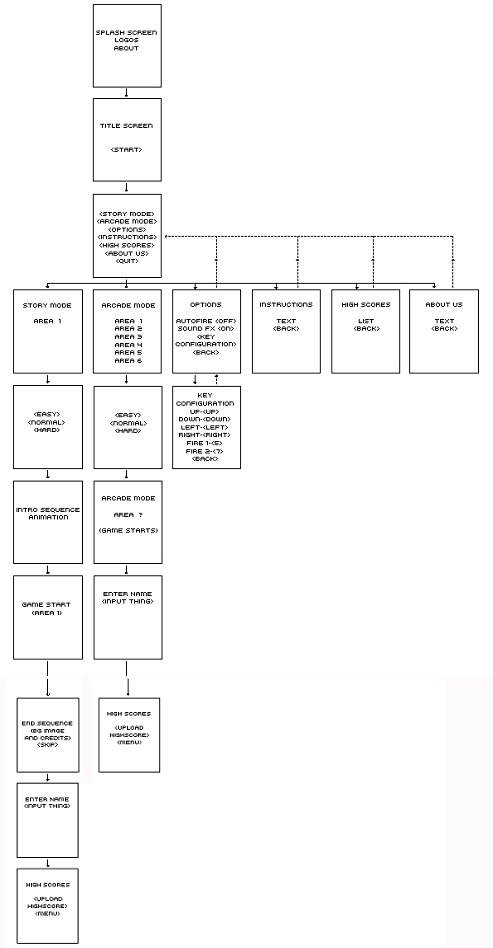 SPLASH SCREEN
LOGOS
ABOUT
TITLE SCREEN
<START>
<STORY MODE>
<ARCADE MODE>
<OPTIONS>
<INSTRUCTIONS>
<HIGH SCORES>
<ABOUT US>
<QUIT>
STORY MODE
AREA 1
ARCADE MODE
AREA 1
AREA 2
AREA 3
AREA 4
AREA 5
AREA 6
OPTIONS
AUTOFIRE <OFF>
SOUND FX <ON>
<KEY
CONFIGURATION>
<BACK>
INSTRUCTIONS
TEXT
<BACK>
HIGH SCORES
LIST
<BACK>
ABOUT US
TEXT
<BACK>
<EASY>
<NORMAL>
<HARD>
<EASY>
<NORMAL>
<HARD>
KEY
CONFIGURATION
UP-<UP>
DOWN-<DOWN>
LEFT-<LEFT>
RIGHT-<RIGHT>
FIRE 1-<5>
FIRE 2-<7>
<BACK>
INTRO SEQUENCE
ANIMATION
ARCADE MODE
AREA ?
(GAME STARTS)
GAME START
(AREA 1)
ENTER NAME
<INPUT THING>
END SEQUENCE
(BG IMAGE
AND CREDITS)
<SKIP>
HIGH SCORES
<UPLOAD
HIGHSCORE>
<MENU>
ENTER NAME
<INPUT THING>
HIGH SCORES
<UPLOAD
HIGHSCORE>
<MENU>